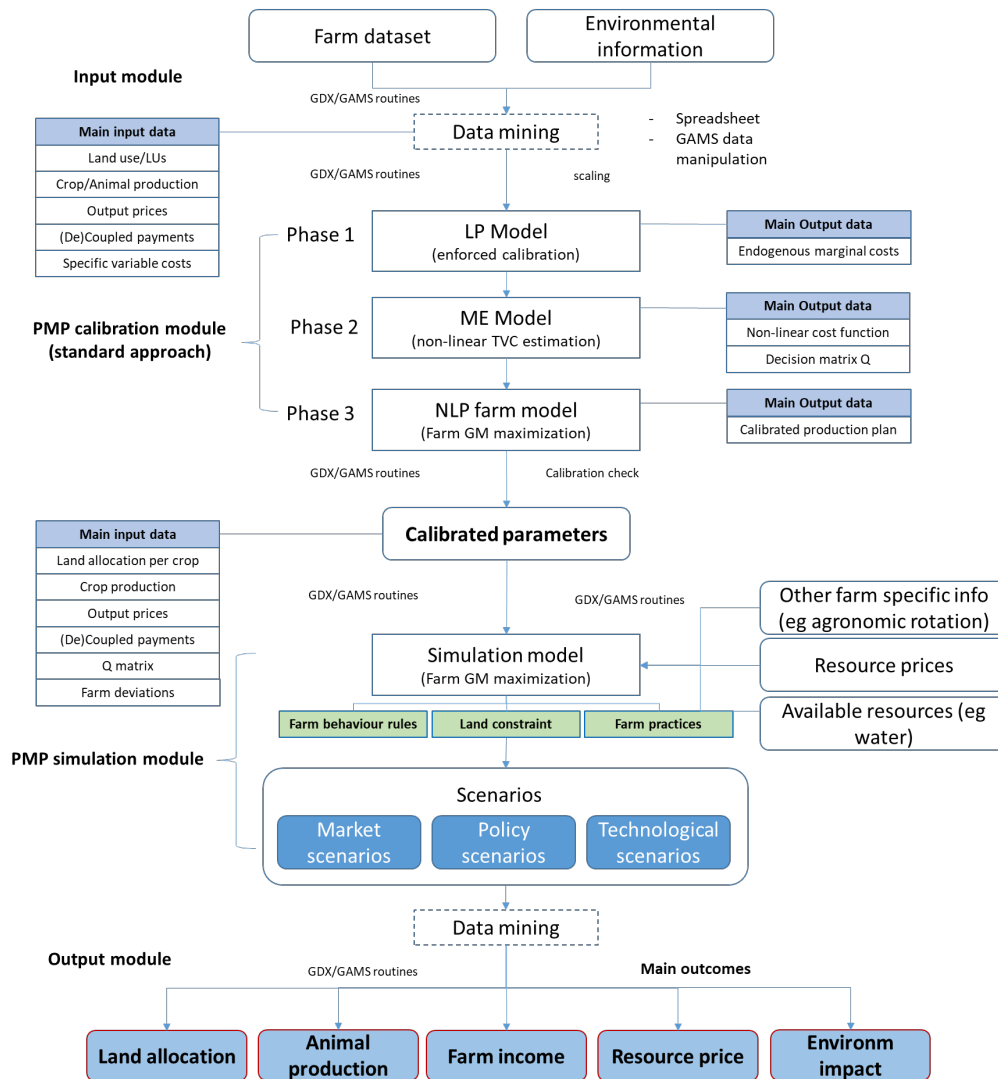 Farm dataset
Environmental
information
Input module
GDX/GAMS routines
Main input data
Land use/LUs
Crop/Animal production
Output prices
(De)Coupled payments
Specific variable costs
Data mining
- Spreadsheet
- GAMS data
manipulation
GDX/GAMS routines
scaling
Phase 1
LP Model
(enforced calibration)
Main Output data
Endogenous marginal costs
PMP calibration module
(standard approach)
Phase 2
ME Model
(non-linear TVC estimation)
Main Output data
Non-linear cost function
Decision matrix Q
Phase 3
NLP farm model
(Farm GM maximization)
Main Output data
Calibrated production plan
GDX/GAMS routines
Calibration check
Main input data
Land allocation per crop
Crop production
Output prices
(De)Coupled payments
Q matrix
Farm deviations
Calibrated parameters
GDX/GAMS routines
GDX/GAMS routines
Other farm specific info
(eg agronomic rotation)
Simulation model
(Farm GM maximization)
Resource prices
Farm behaviour rules
Land constraint
Farm practices
Available resources (eg
water)
PMP simulation module
Scenarios
Market
scenarios
Policy
scenarios
Technological
scenarios
Data mining
Output module
GDX/GAMS routines
Main outcomes
Land allocation
Animal
production
Farm income
Resource price
Environm
impact